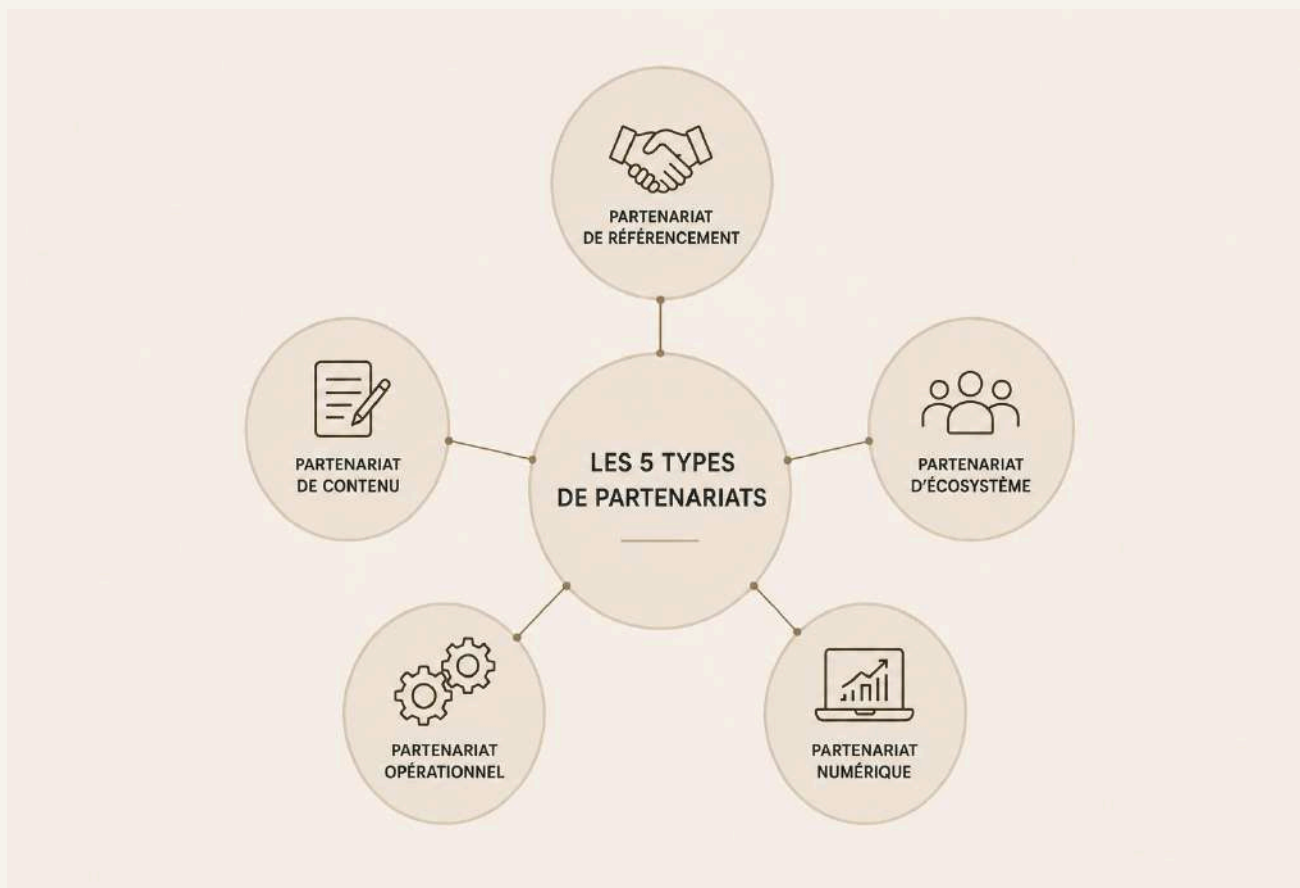 PARTENARIAT
DE RÉFÉRENCEMENT
PARTENARIAT
DE CONTENU
LES 5 TYPES
DE PARTENARIATS
PARTENARIAT
D'ÉCOSYSTÈME
PARTENARIAT
OPÉRATIONNEL
PARTENARIAT
NUMÉRIQUE